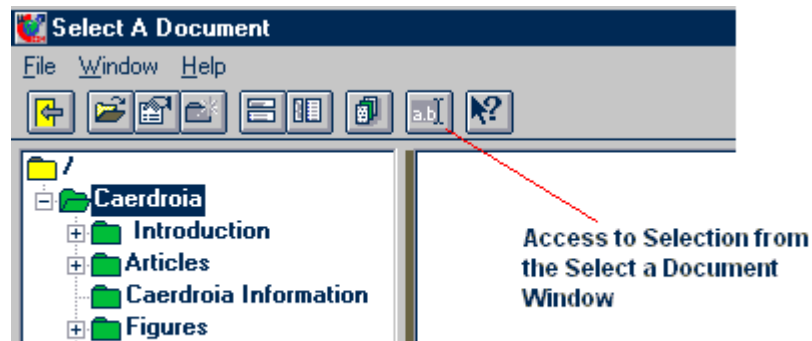 Select A Document
File Window Help
a.b
/
Caerdroia
Introduction
Articles
Caerdroia Information
Figures
Access to Selection from
the Select a Document
Window